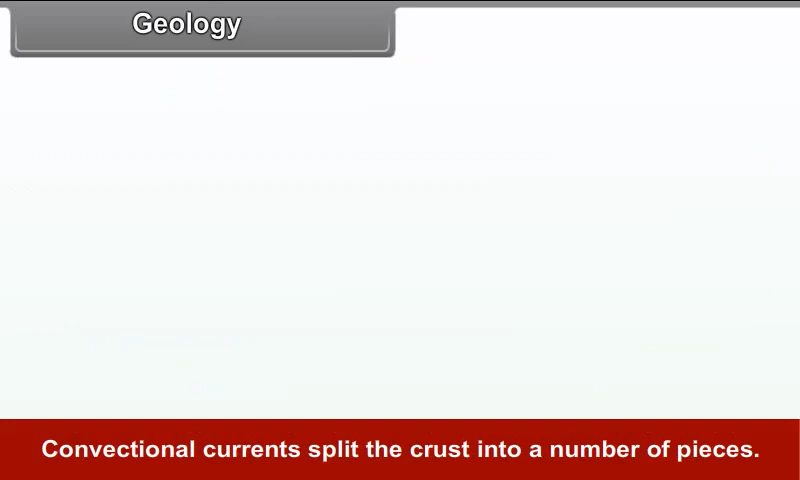 Geology
Convectional currents split the crust into a number of pieces.